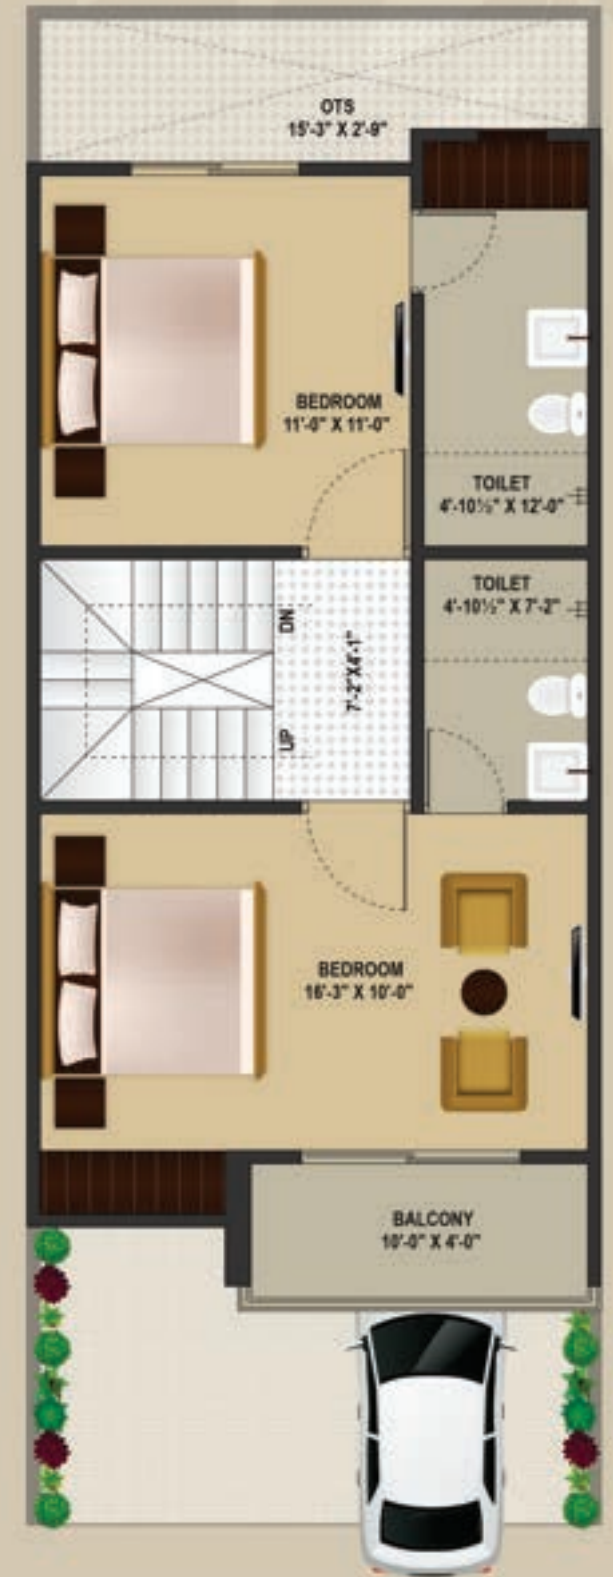 OTS
15'-3" X 2'-9"
BEDROOM
11'-0" X 11'-0"
TOILET
4'-10½" X 12'-0"
TOILET
4'-10½" X 7'-2"
DN
7'-2"X4'-1"
UP
BEDROOM
16'-3" X 10'-0"
BALCONY
10'-0" X 4'-0"